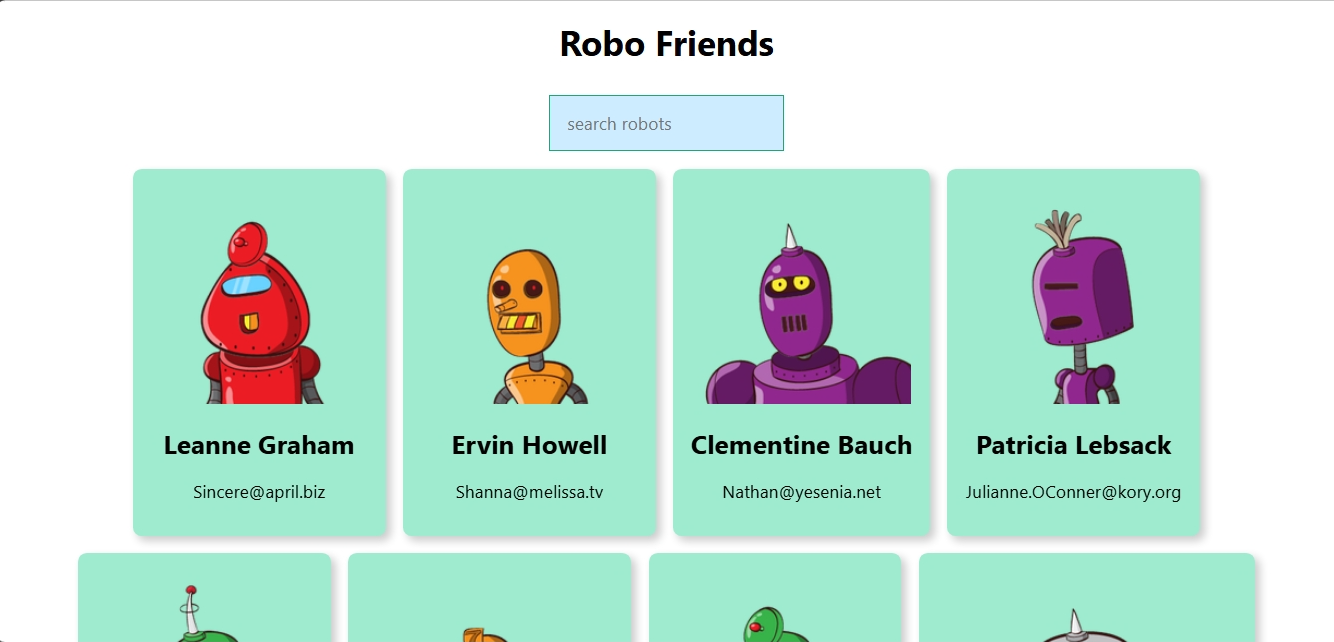 Robo Friends
search robots
Leanne Graham
Ervin Howell
Clementine Bauch
Patricia Lebsack
Sincere@april.biz
Shanna@melissa.tv
Nathan@yesenia.net
Julianne.OConner@kory.org